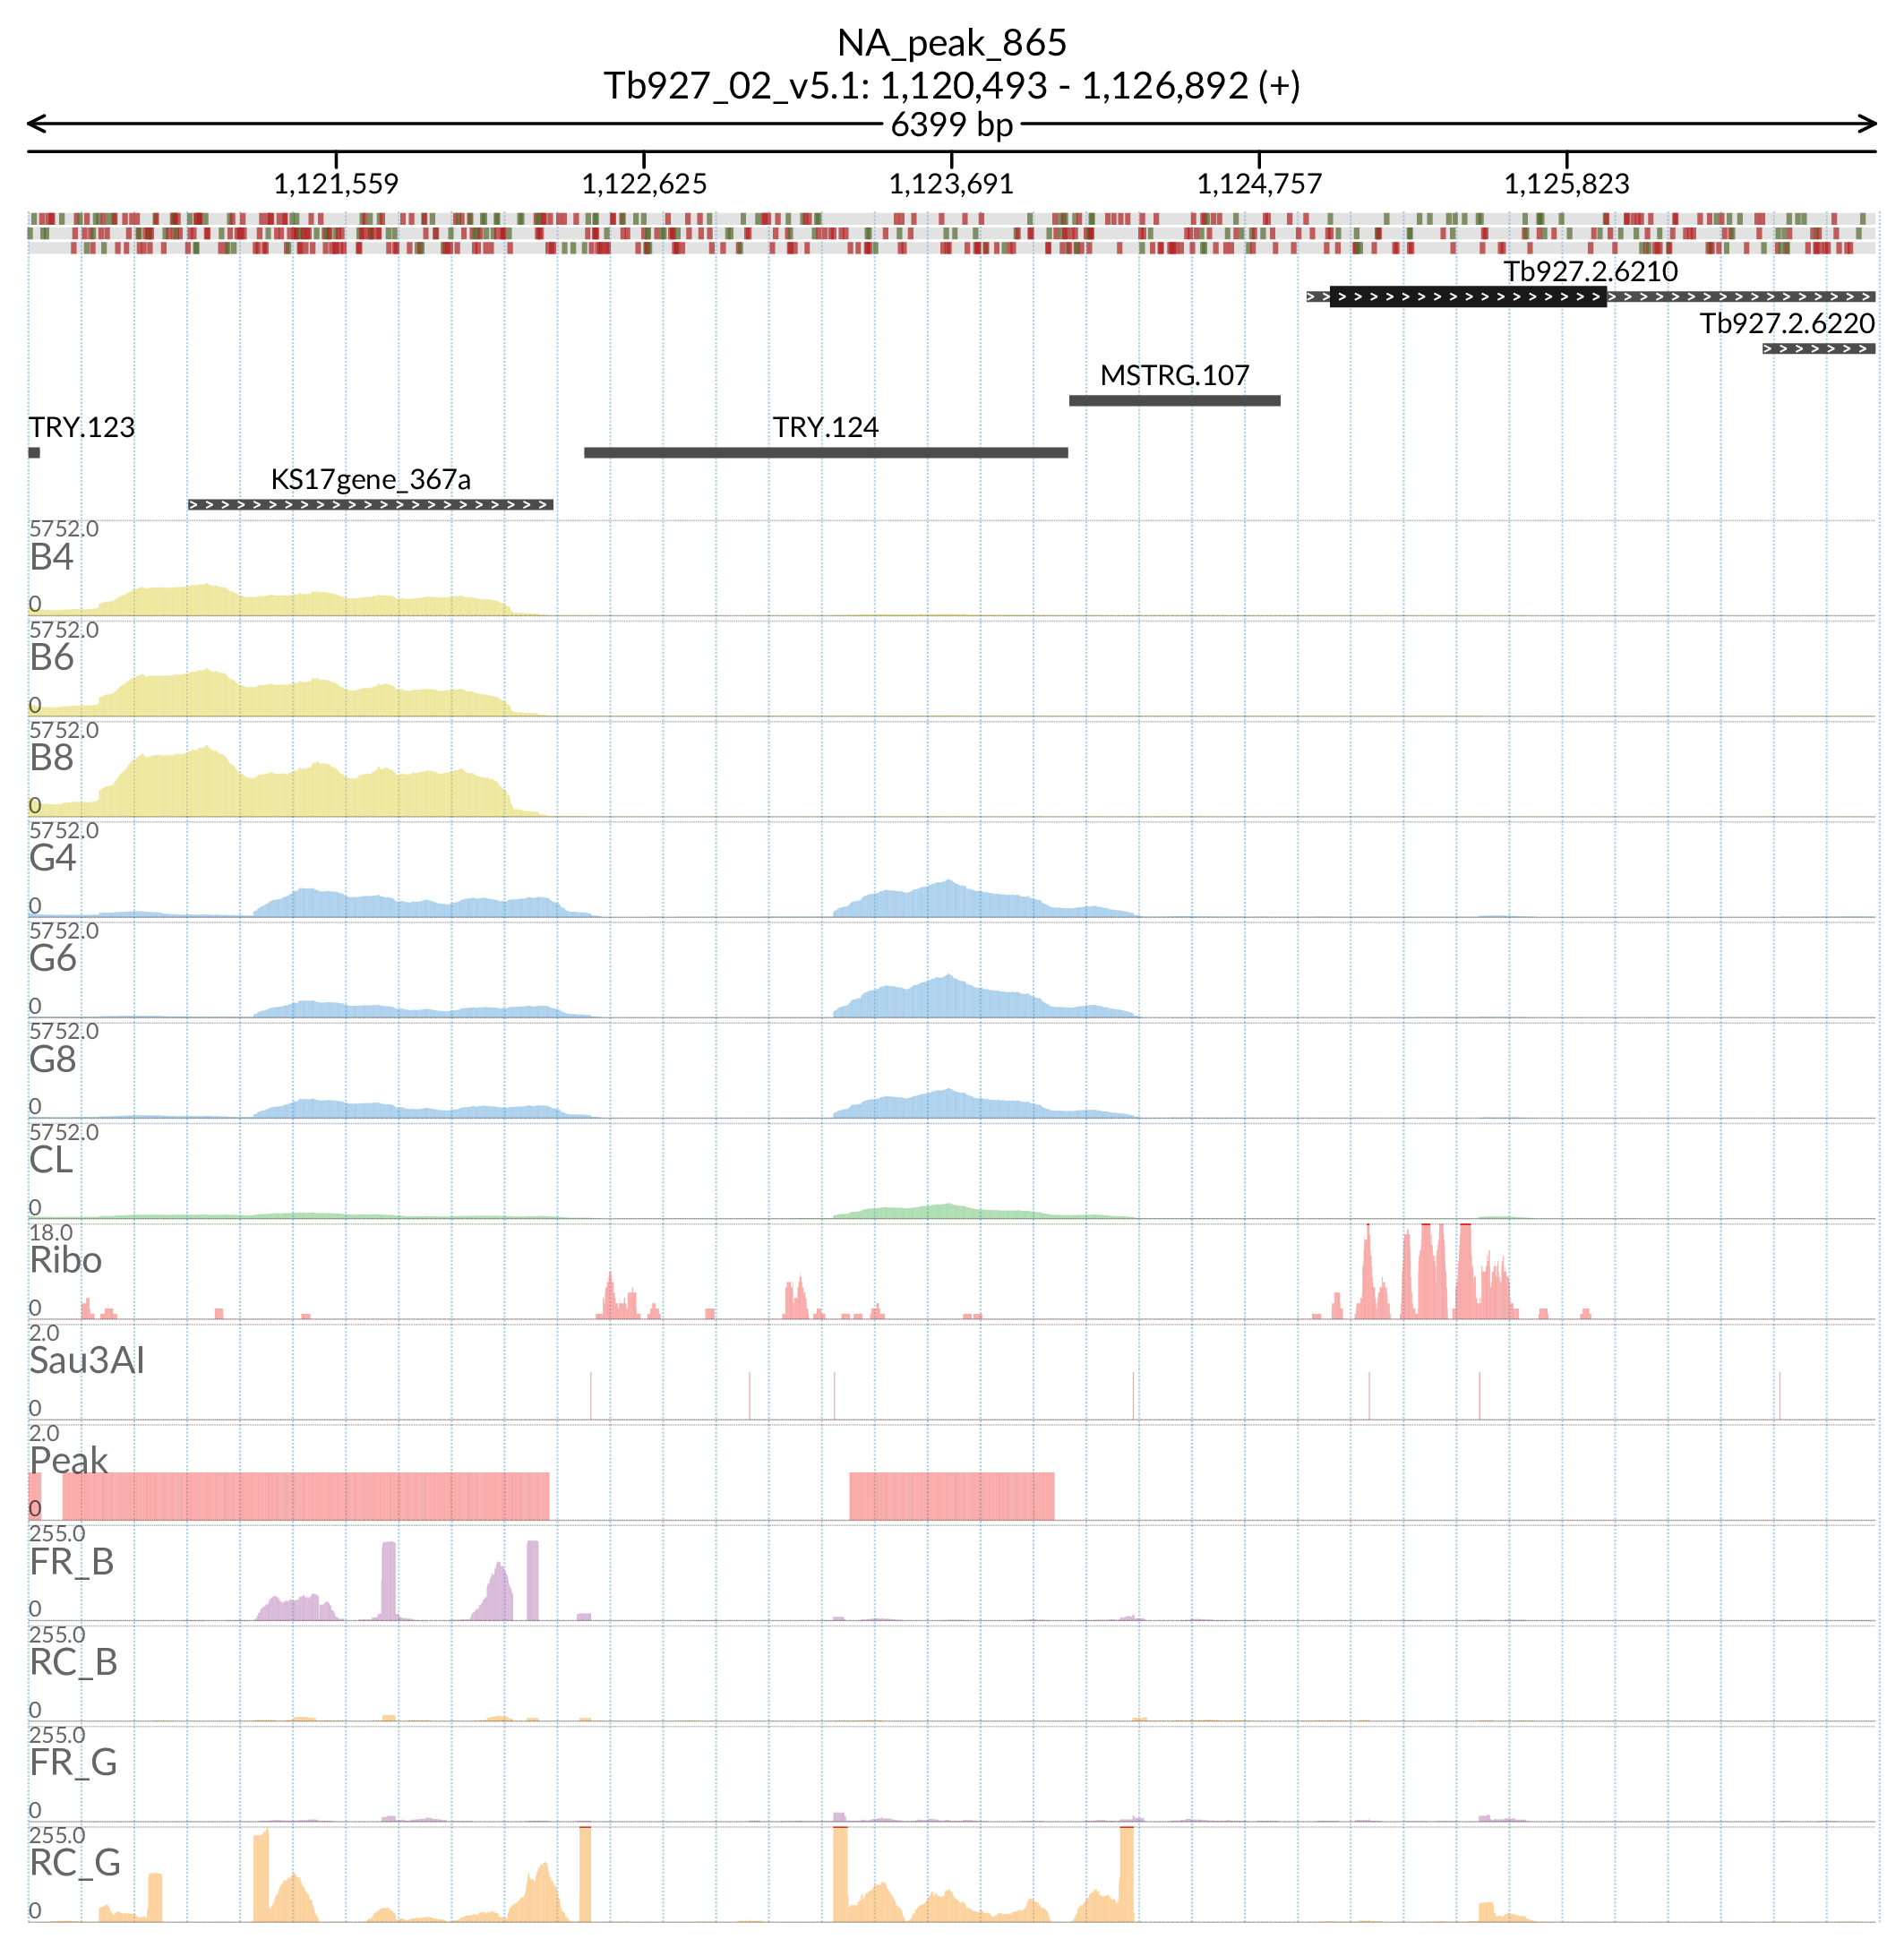 NA_peak_865
Tb927_02_v5.1: 1,120,493 - 1,126,892 (+)
6399 bp
1,121,559 1,122,625 1,123,691 1,124,757 1,125,823
Tb927.2.6210
Tb927.2.6220
MSTRG.107
TRY.123 TRY.124
KS17gene_367a
5752.0
B4
0
5752.0
B6
0
5752.0
B8
0
5752.0
G4
0
5752.0
G6
0
5752.0
G8
0
5752.0
CL
0
18.0
Ribo
0
2.0
Sau3AI
0
2.0
Peak
0
255.0
FR_B
0
255.0
RC_B
0
255.0
FR_G
0
255.0
RC_G
0